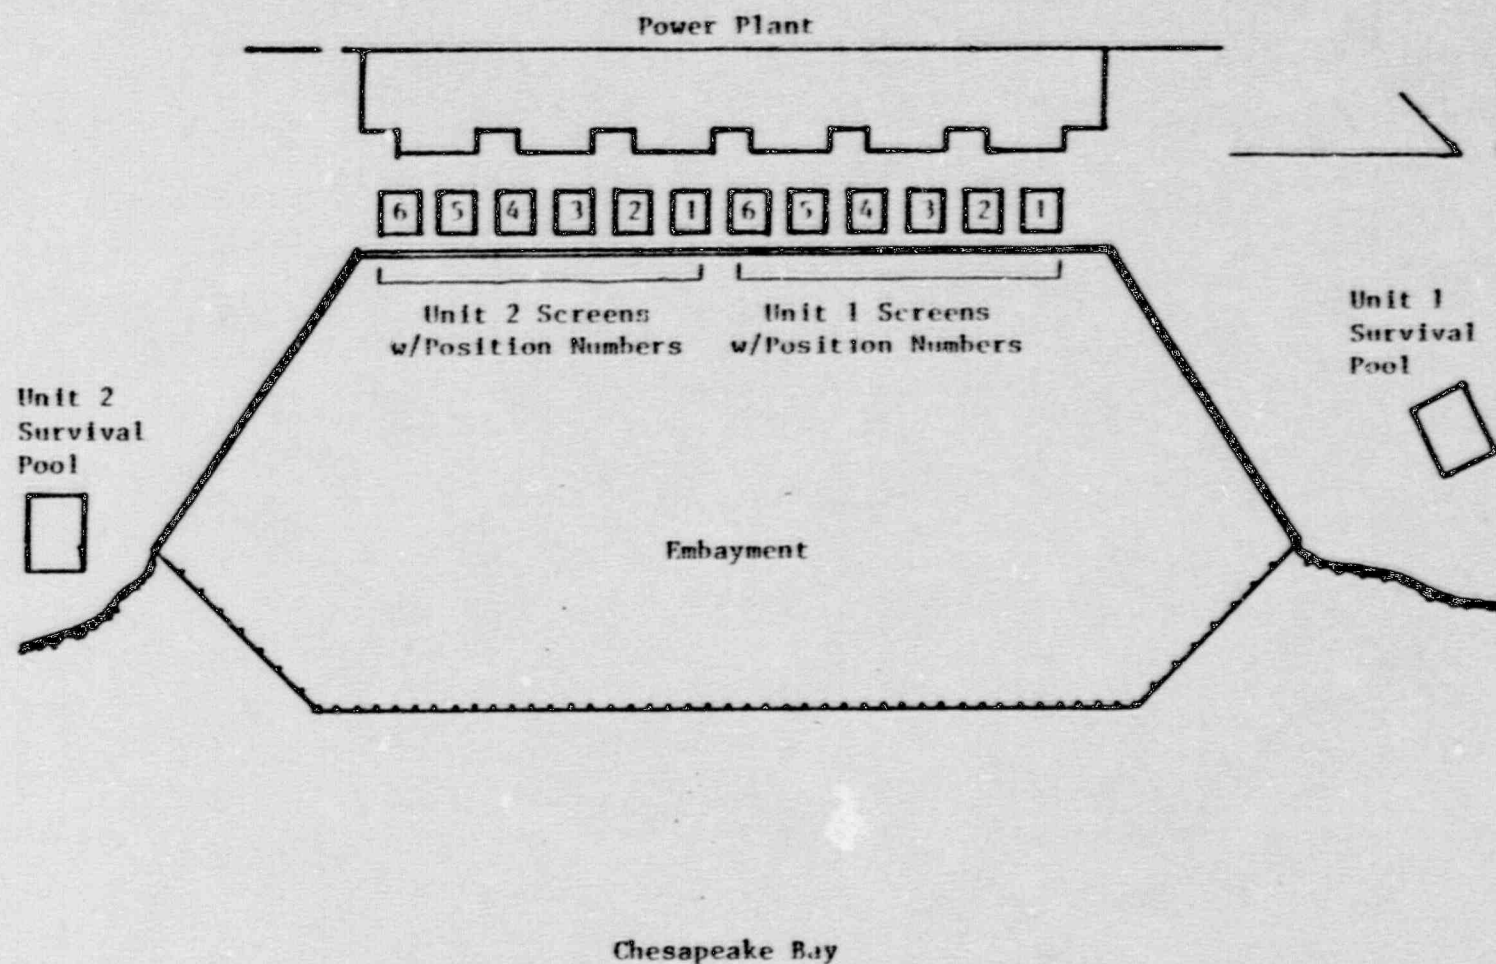 Power Plant
6 5 4 3 2 1 6 5 4 3 2 1
Unit 2 Screens
w/Position Numbers
Unit 1 Screens
w/Position Numbers
Unit 1
Survival
Pool
Unit 2
Survival
Pool
Embayment
Chesapeake Bay